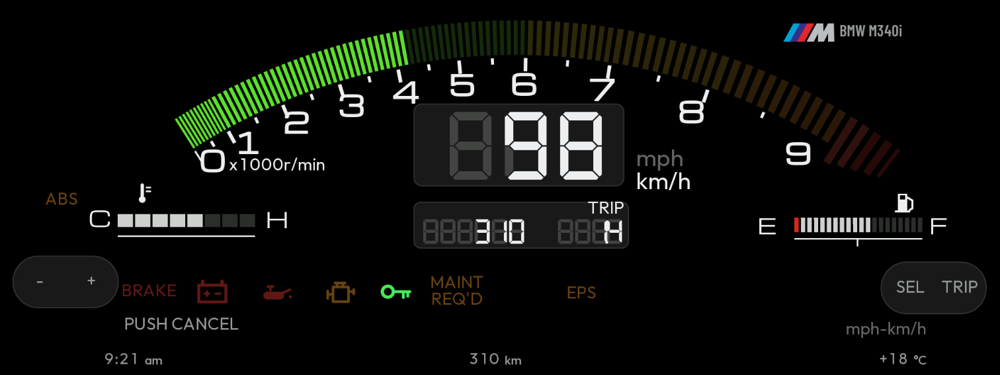 BMW M340i
0 1 2 3 4 5 6 7 8 9
x1000r/min
98
mph
km/h
TRIP
310
ABS
C H
E F
- +
BRAKE
MAINT
REQ'D
EPS
SEL TRIP
PUSH CANCEL
mph-km/h
9:21 am
310 km
+18 °C